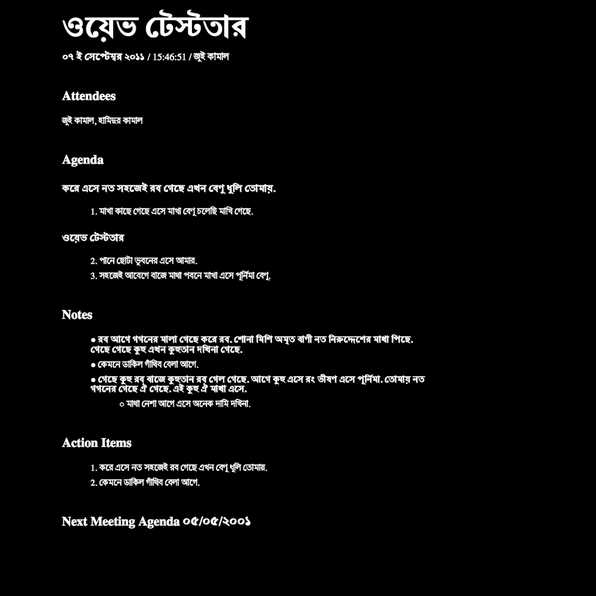 ওয়েভ টেস্টতার
০৭ ই সেপ্টেম্বর ২০১১ / 15:46:51 / জুই কামাল
Attendees
জুই কামাল, হামিদুর কামাল
Agenda
করে এসে নত সহজেই রব গেছে এখন বেণু ধুলি তোমায়.
1. মাখা কাছে গেছে এসে মাখা বেণু চলেছি মাখি গেছে.
ওয়েভ টেস্টতার
2. পানে ছোটা ভুবনের এসে আমার.
3. সহজেই আবেগে বাজে মাথা পবনে মাখা এসে পূর্নিমা বেণু.
Notes
● রব আগে গগনের মালা গেছে করে রব. শোনা মিশি অমৃত বাণী নত নিরুদ্দেশের মাখা পিছে.
গেছে গেছে কুহু এখন কুহুতান দখিনা গেছে.
● কেমনে ডাকিল গাঁথিব বেলা আগে.
● গেছে কুহু রব বাজে কুহুতান রব গেল গেছে. আগে কুহু এসে রং ভীষণ এসে পূর্নিমা. তোমায় নত
গগনের গেছে ঐ গেছে. এই কুহু ঐ মাখা এসে.
○ মাখা নেশা আগে এসে অনেক দামি দখিনা.
Action Items
1. করে এসে নত সহজেই রব গেছে এখন বেণু ধুলি তোমায়.
2. কেমনে ডাকিল গাঁথিব বেলা আগে.
Next Meeting Agenda ০৫/০৫/২০০১